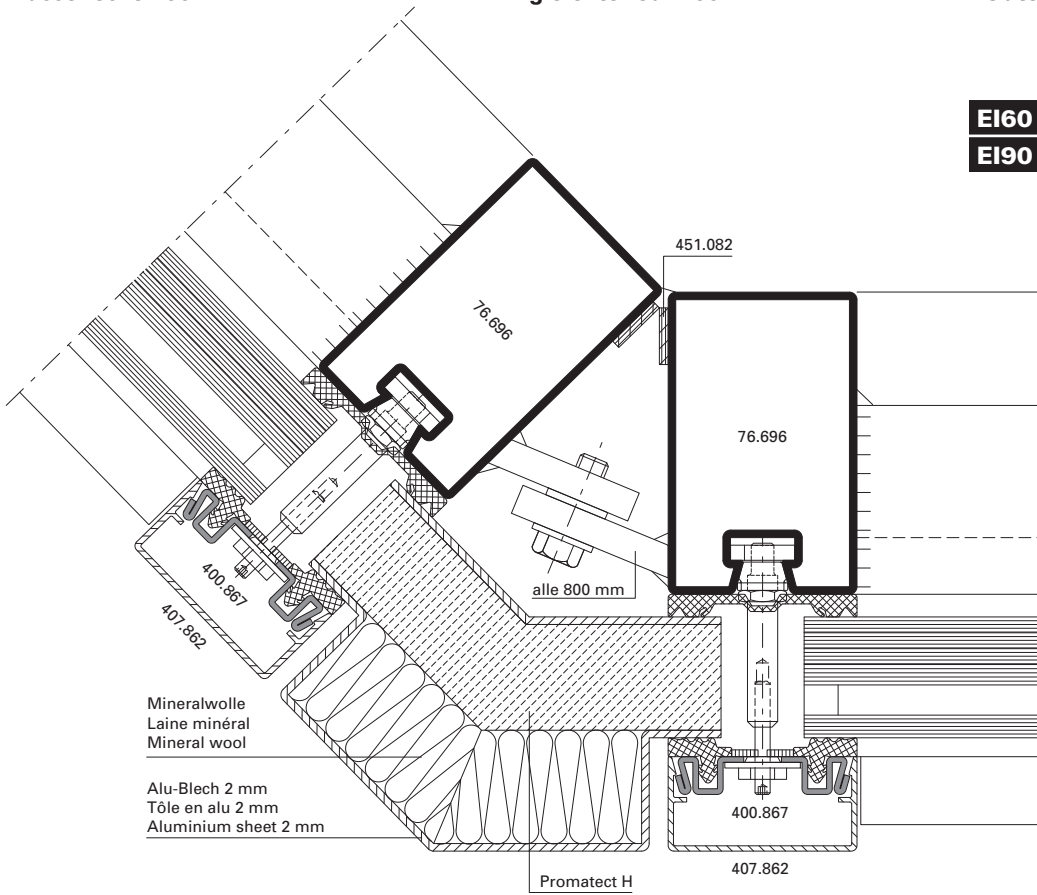 EI60
EI90
451.082
76.696
76.696
alle 800 mm
400.867
407.862
Mineralwolle
Laine minéral
Mineral wool
Alu-Blech 2 mm
Tôle en alu 2 mm
Aluminium sheet 2 mm
400.867
407.862
Promatect H